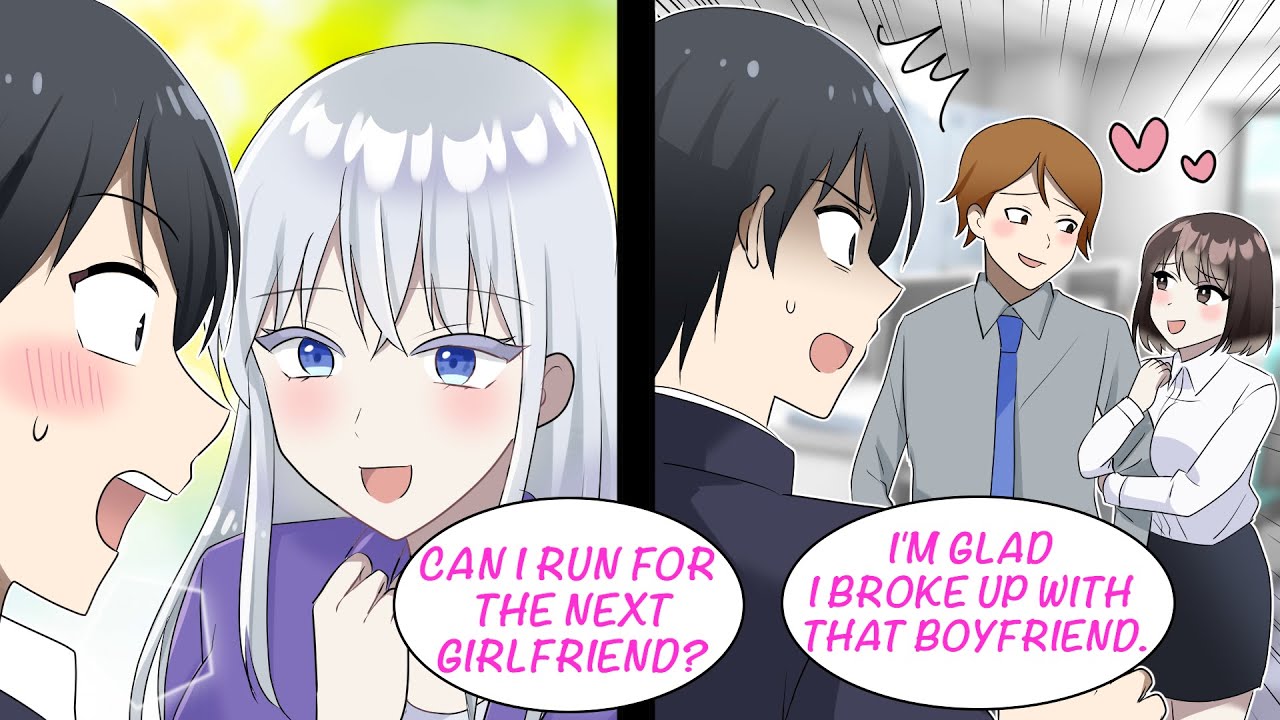 CAN I RUN FOR
THE NEXT
GIRLFRIEND?
I'M GLAD
I BROKE UP WITH
THAT BOYFRIEND.